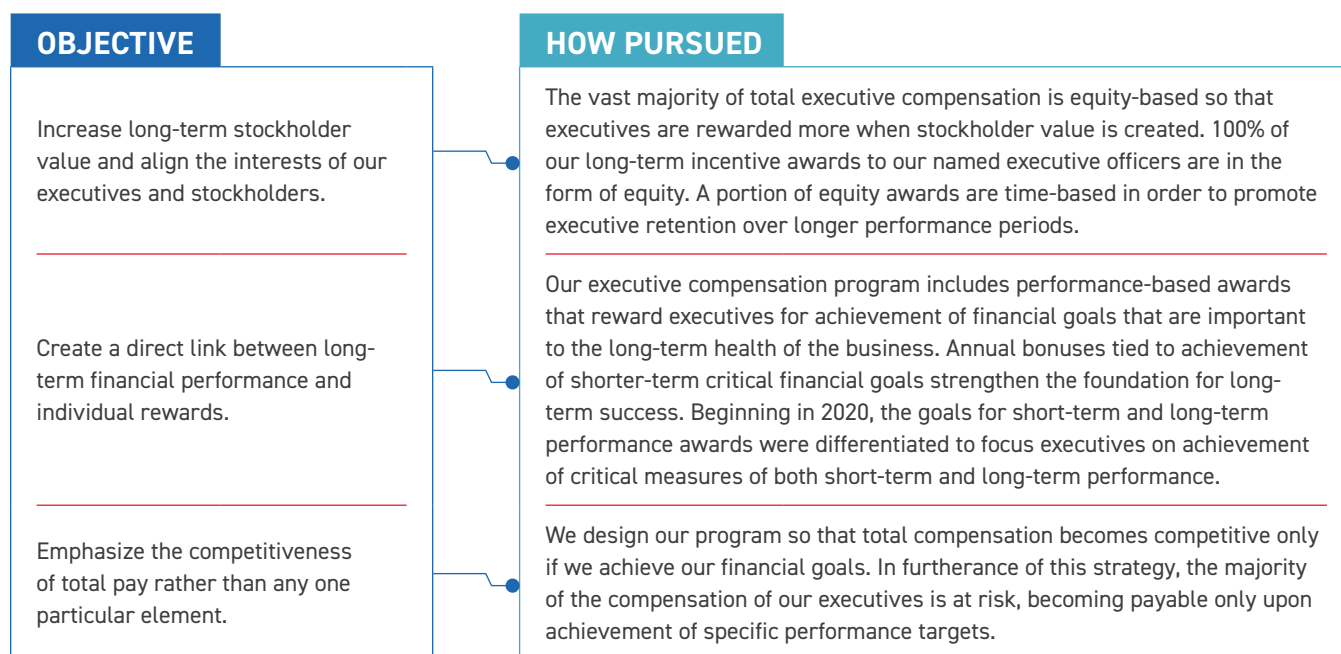 OBJECTIVE
HOW PURSUED
Increase long-term stockholder
value and align the interests of our
executives and stockholders.
The vast majority of total executive compensation is equity-based so that
executives are rewarded more when stockholder value is created. 100% of
our long-term incentive awards to our named executive officers are in the
form of equity. A portion of equity awards are time-based in order to promote
executive retention over longer performance periods.
Create a direct link between long-
term financial performance and
individual rewards.
Our executive compensation program includes performance-based awards
that reward executives for achievement of financial goals that are important
to the long-term health of the business. Annual bonuses tied to achievement
of shorter-term critical financial goals strengthen the foundation for long-
term success. Beginning in 2020, the goals for short-term and long-term
performance awards were differentiated to focus executives on achievement
of critical measures of both short-term and long-term performance.
Emphasize the competitiveness
of total pay rather than any one
particular element.
We design our program so that total compensation becomes competitive only
if we achieve our financial goals. In furtherance of this strategy, the majority
of the compensation of our executives is at risk, becoming payable only upon
achievement of specific performance targets.